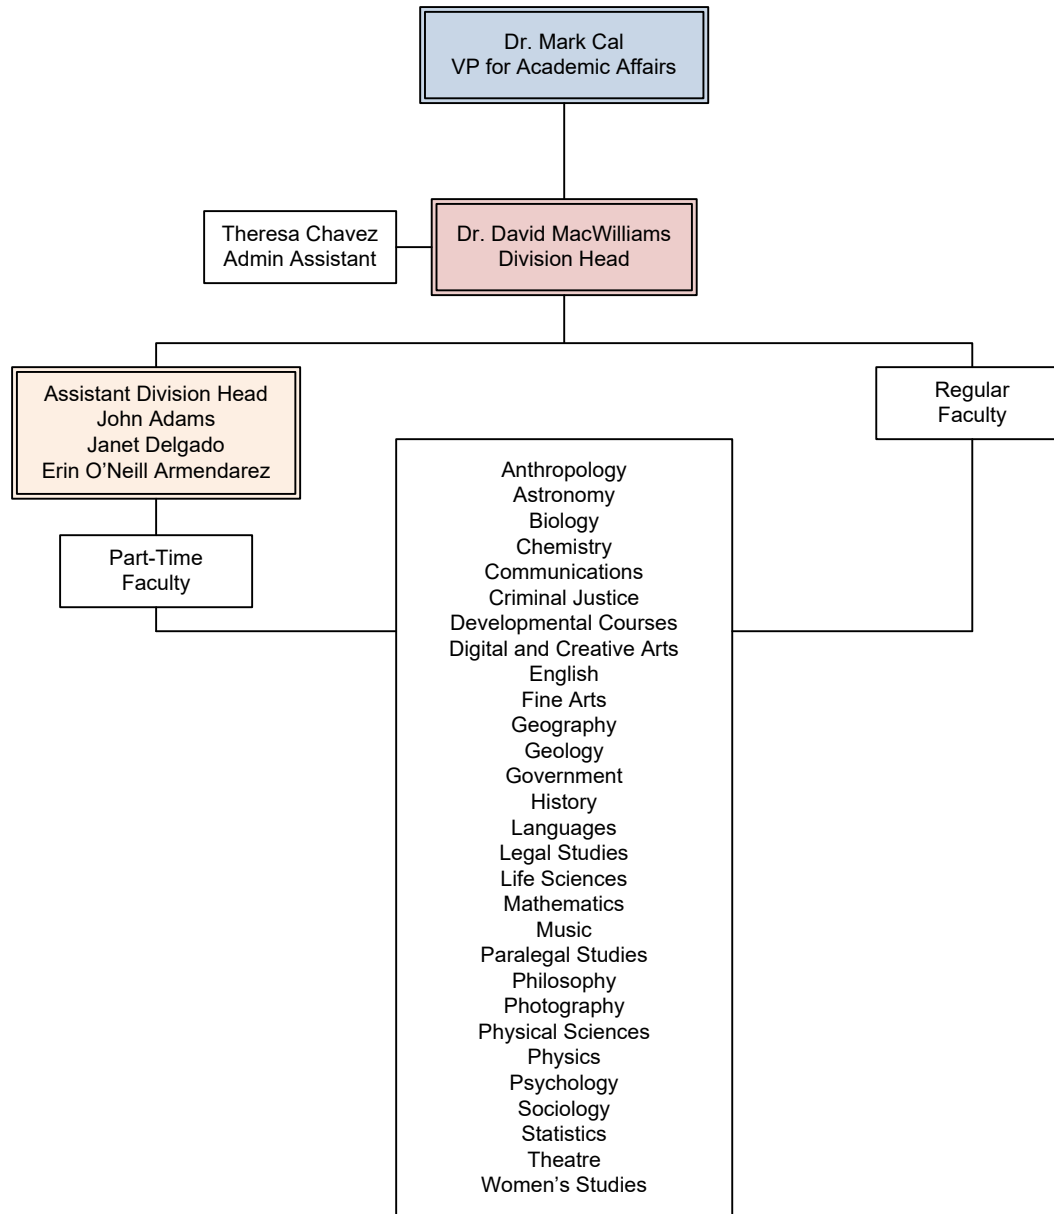 Dr. Mark Cal
VP for Academic Affairs
Theresa Chavez
Admin Assistant
Dr. David MacWilliams
Division Head
Assistant Division Head
John Adams
Janet Delgado
Erin O’Neill Armendarez
Regular
Faculty
Part-Time
Faculty
Anthropology
Astronomy
Biology
Chemistry
Communications
Criminal Justice
Developmental Courses
Digital and Creative Arts
English
Fine Arts
Geography
Geology
Government
History
Languages
Legal Studies
Life Sciences
Mathematics
Music
Paralegal Studies
Philosophy
Photography
Physical Sciences
Physics
Psychology
Sociology
Statistics
Theatre
Women’s Studies